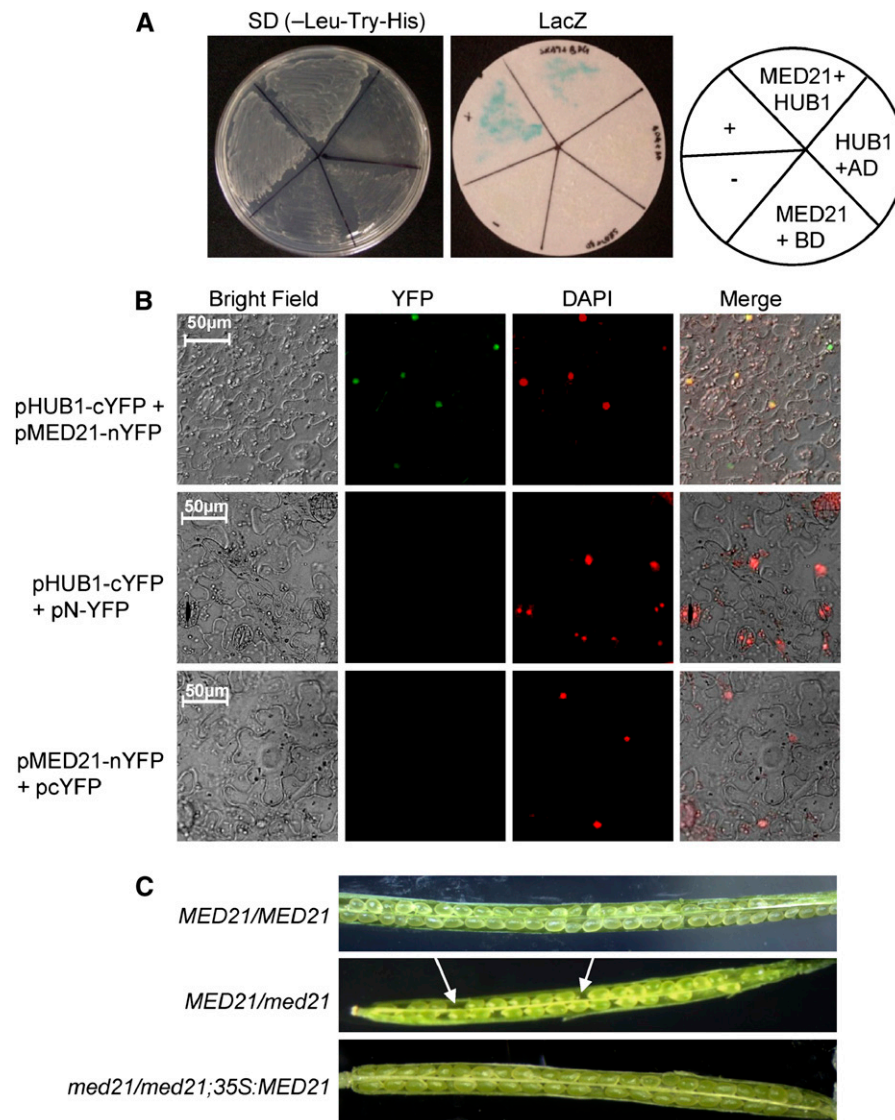 A
SD (–Leu-Try-His)
LacZ
MED21+
HUB1
+
HUB1
+AD
-
MED21
+ BD
B
Bright Field
YFP
DAPI
Merge
50µm
pHUB1-cYFP +
pMED21-nYFP
50µm
pHUB1-cYFP
+ pN-YFP
50µm
pMED21-nYFP
+ pcYFP
C
MED21/MED21
MED21/med21
med21/med21;35S:MED21